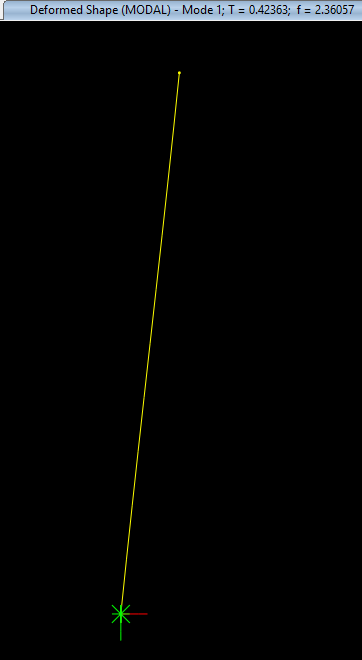 Deformed Shape (MODAL) - Mode 1; T = 0.42363;  f = 2.36057